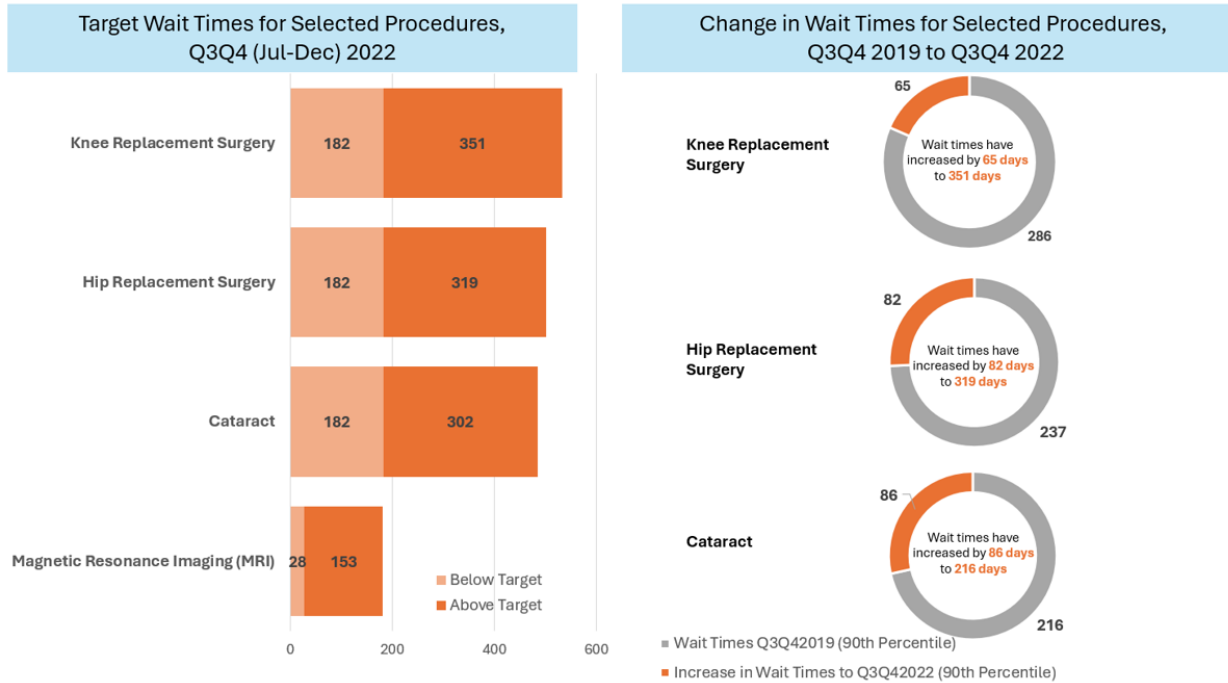 Target Wait Times for Selected Procedures,
Q3Q4 (Jul-Dec) 2022
Knee Replacement Surgery
182
351
Hip Replacement Surgery
182
319
Cataract
182
302
Magnetic Resonance Imaging (MRI)
28
153
Below Target
Above Target
0
200
400
600
Change in Wait Times for Selected Procedures,
Q3Q4 2019 to Q3Q4 2022
Knee Replacement
Surgery
65
Wait times have
increased by 65 days
to 351 days
286
Hip Replacement
Surgery
82
Wait times have
increased by 82 days
to 319 days
237
Cataract
86
Wait times have
increased by 86 days
to 216 days
216
Wait Times Q3Q42019 (90th Percentile)
Increase in Wait Times to Q3Q42022 (90th Percentile)